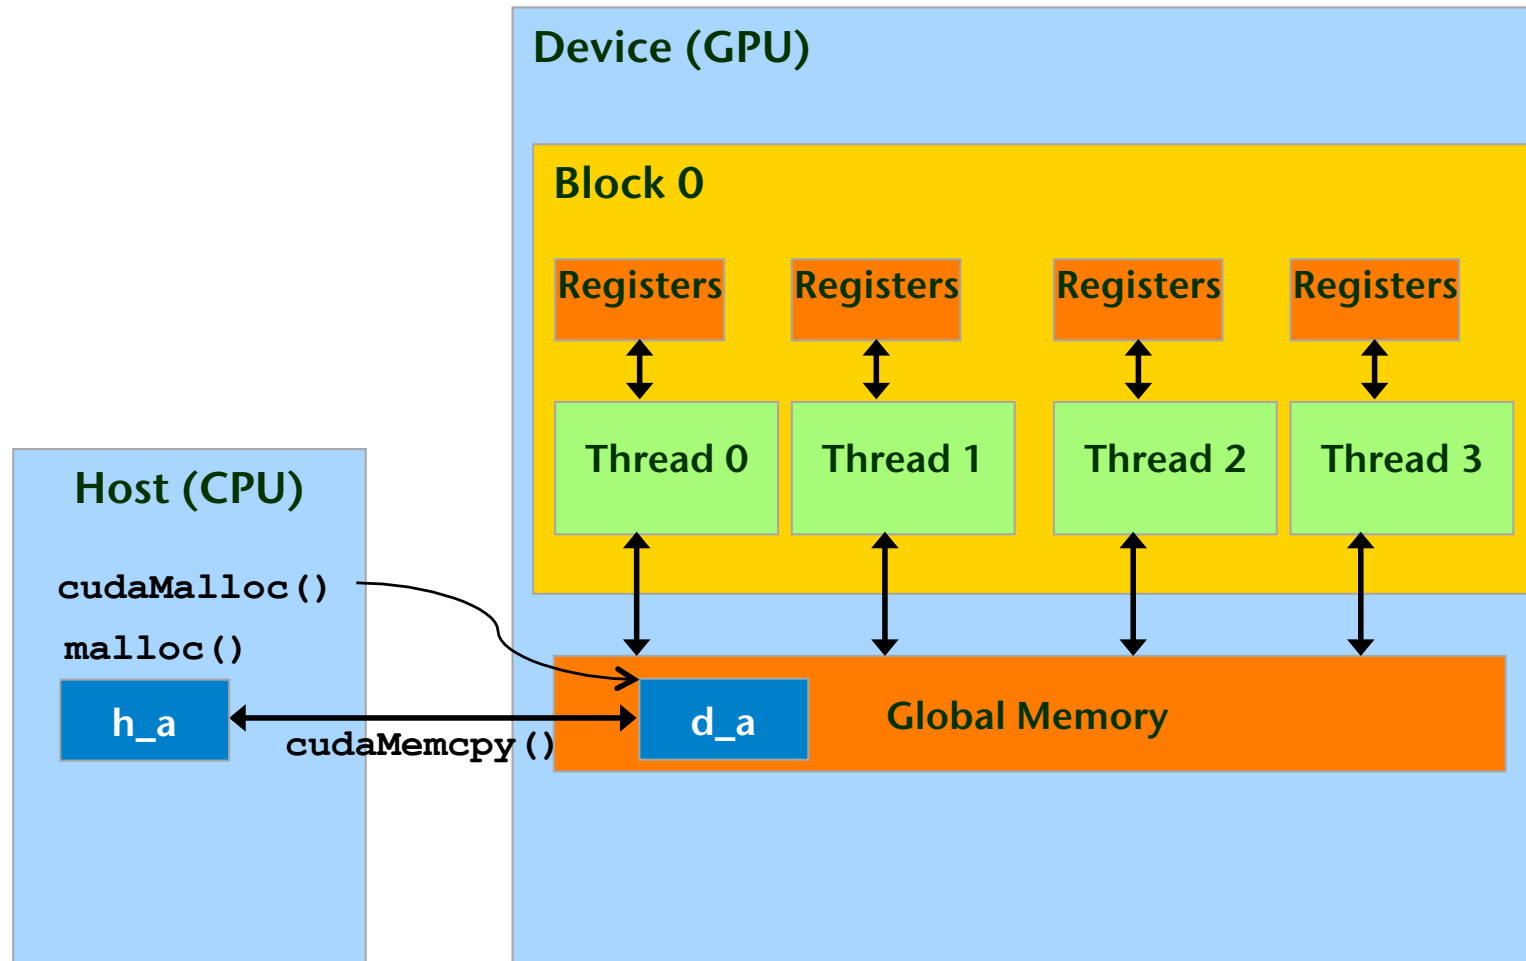 Device (GPU)
Block 0
Registers Registers Registers Registers
Thread 0 Thread 1 Thread 2 Thread 3
Host (CPU)
cudaMalloc()
malloc()
h_a
cudaMemcpy()
d_a
Global Memory